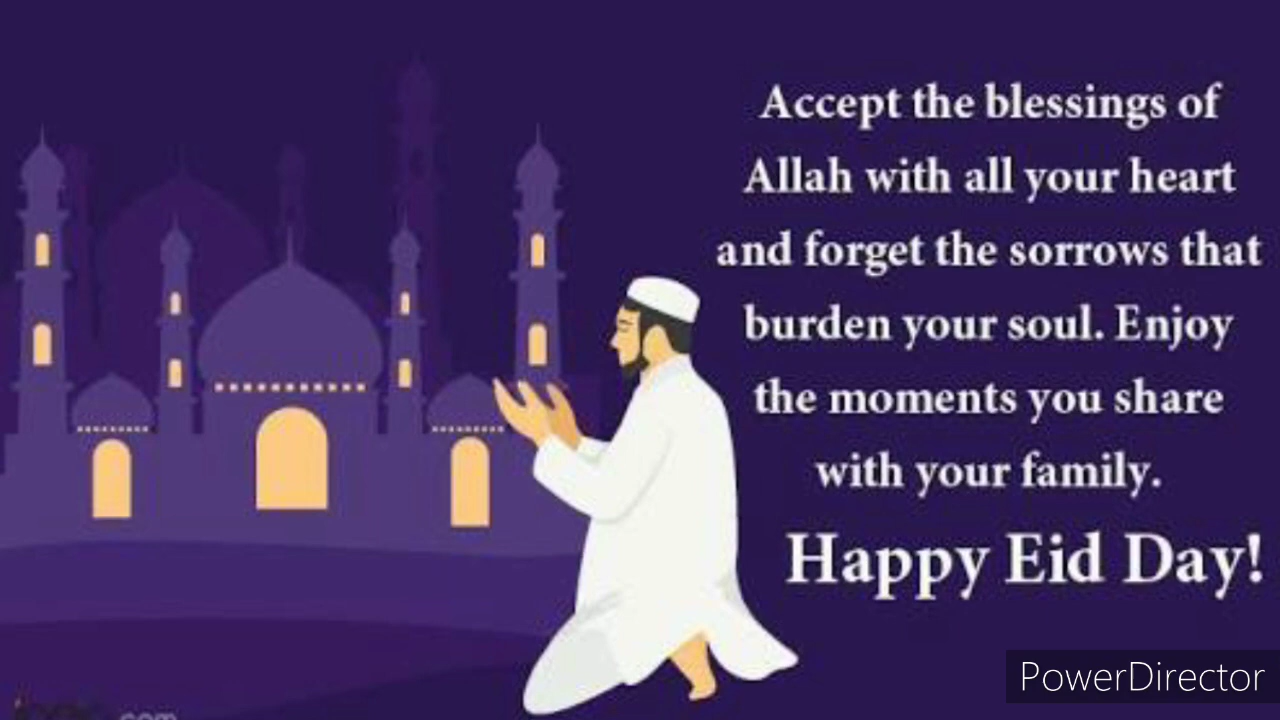 Accept the blessings of
Allah with all your heart
and forget the sorrows that
burden your soul. Enjoy
the moments you share
with your family.
Happy Eid Day!
PowerDirector
.com